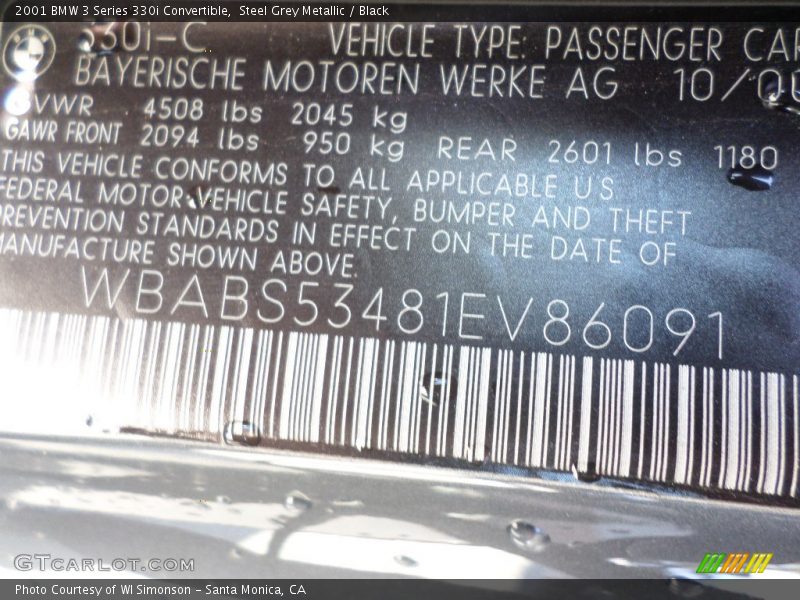 2001 BMW 3 Series 330i Convertible, Steel Grey Metallic / Black
330i-C VEHICLE TYPE: PASSENGER CAR
BAYERISCHE MOTOREN WERKE AG 10/00
GVWR 4508 lbs 2045 kg
GAWR FRONT 2094 lbs 950 kg REAR 2601 lbs 1180
THIS VEHICLE CONFORMS TO ALL APPLICABLE U.S
FEDERAL MOTOR VEHICLE SAFETY, BUMPER AND THEFT
PREVENTION STANDARDS IN EFFECT ON THE DATE OF
MANUFACTURE SHOWN ABOVE.
WBABS53481EV86091
GTCARLOT.COM
Photo Courtesy of WI Simonson - Santa Monica, CA